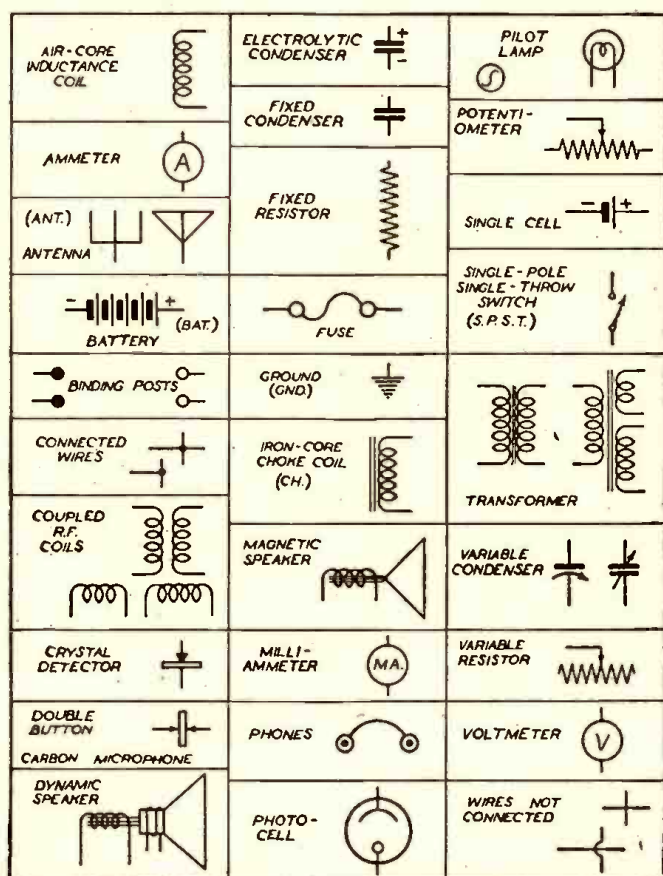 AIR-CORE
INDUCTANCE
COIL
AMMETER
A
(ANT.)
ANTENNA
- +
(BAT.)
BATTERY
BINDING POSTS
CONNECTED
WIRES
COUPLED
R.F.
COILS
CRYSTAL
DETECTOR
DOUBLE
BUTTON
CARBON MICROPHONE
DYNAMIC
SPEAKER
ELECTROLYTIC
CONDENSER
+
-
FIXED
CONDENSER
FIXED
RESISTOR
FUSE
GROUND
(GND.)
IRON-CORE
CHOKE COIL
(CH.)
MAGNETIC
SPEAKER
MILLI-
AMMETER
MA.
PHONES
PHOTO-
CELL
PILOT
LAMP
POTENTI-
OMETER
- +
SINGLE CELL
SINGLE-POLE
SINGLE-THROW
SWITCH
(S.P.S.T.)
TRANSFORMER
VARIABLE
CONDENSER
VARIABLE
RESISTOR
VOLTMETER
V
WIRES NOT
CONNECTED